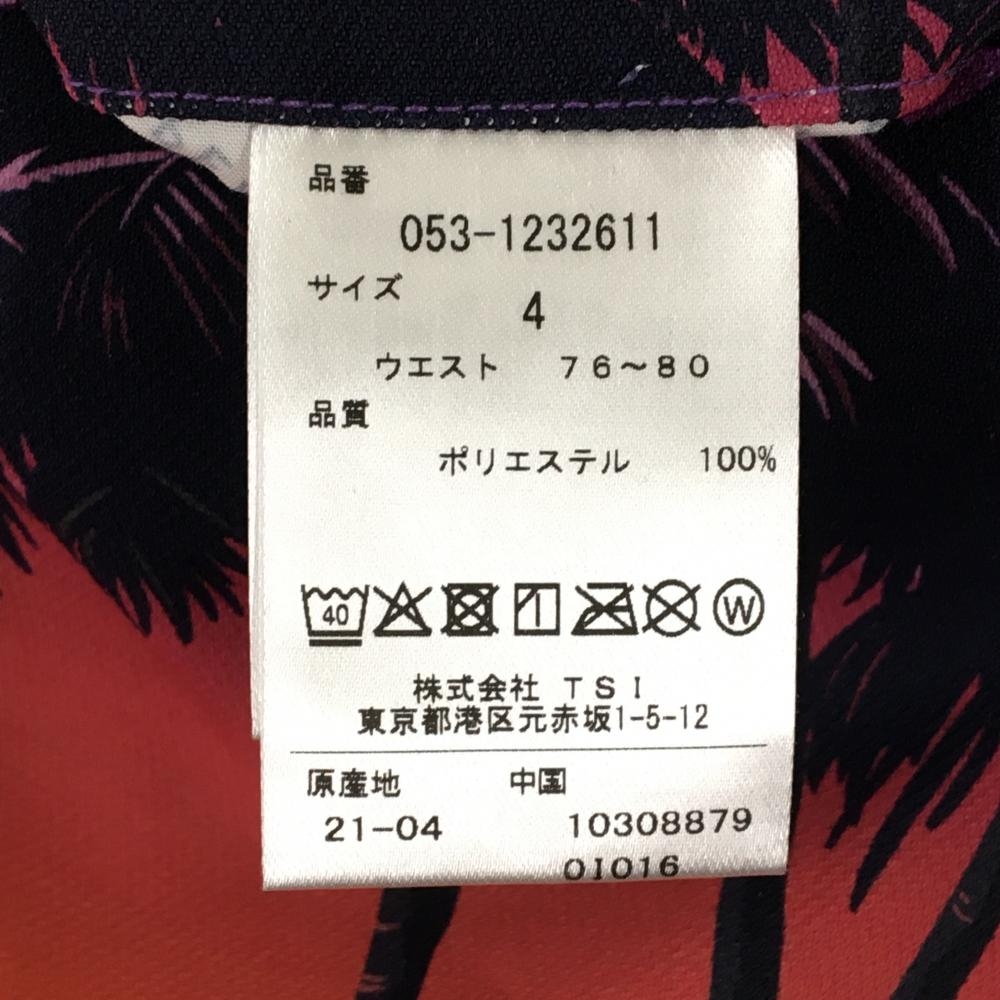 品番
053-1232611
サイズ
4
ウエスト 76~80
品質
ポリエステル 100%
40 W
株式会社 TSI
東京都港区元赤坂1-5-12
原産地 中国
21-04 10308879
01016